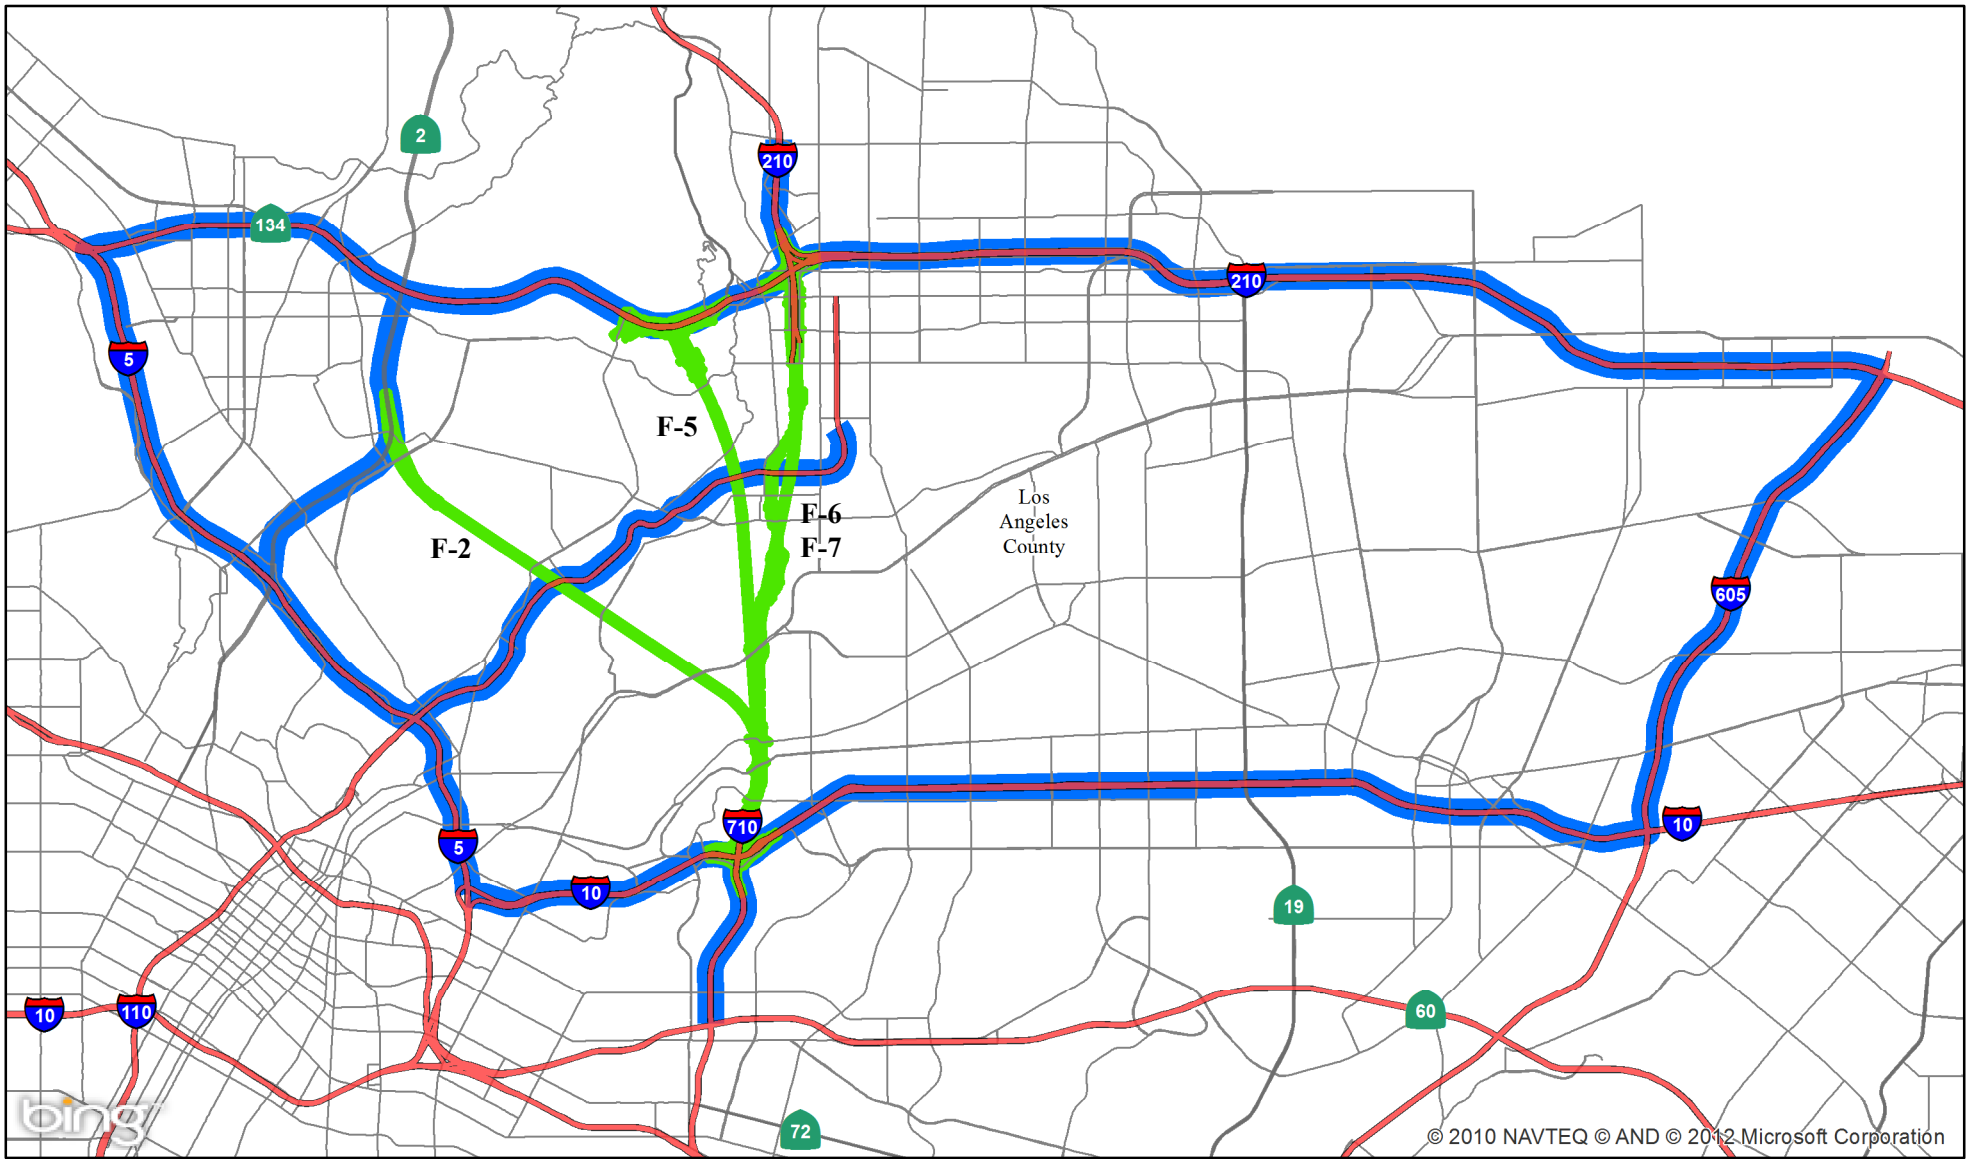 2
210
134
210
5
F-5
Los
Angeles
County
F-6
F-2
F-7
605
710
10
5
10
19
10
110
60
bing
72
© 2010 NAVTEQ © AND © 2012 Microsoft Corporation